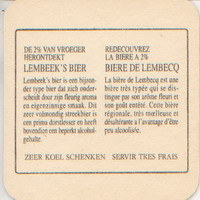 DE 2% VAN VROEGER
HERONTDEKT
LEMBEEK'S BIER
Lembeek's bier is een bijzon-
der type bier dat zich onder-
scheidt door zijn fleurig aroma
en eigenzinnige smaak. Dit
zeer volmondig streekbier is
een prima dorstlesser en heeft
bovendien een beperkt alcohol-
gehalte.
REDECOUVREZ
LA BIERE A 2%
BIERE DE LEMBECQ
La bière de Lembecq est une
bière très typée qui se dis-
tingue par son arôme fleuri et
son goût entêté. Cette bière
régionale, très moelleuse et
désaltérante a l'avantage d'être
peu alcoolisée.
ZEER KOEL SCHENKEN
SERVIR TRES FRAIS